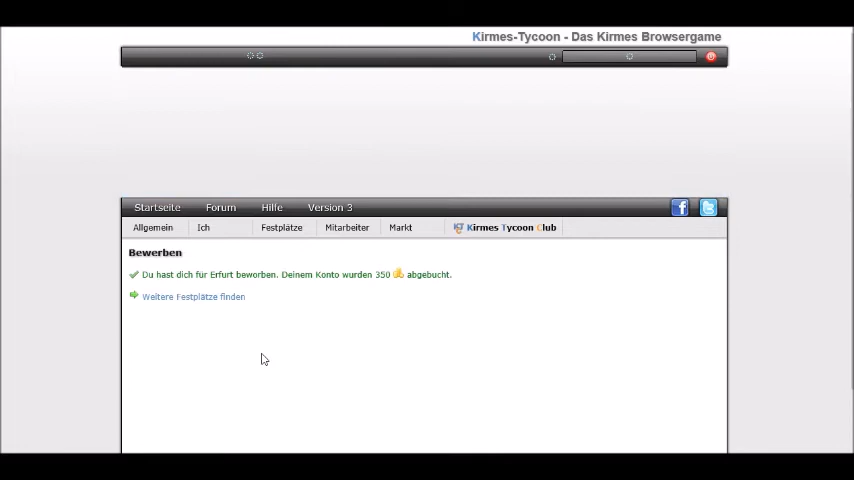 Kirmes-Tycoon - Das Kirmes Browsergame
Startseite Forum Hilfe Version 3
Allgemein Ich Festplätze Mitarbeiter Markt Kirmes Tycoon Club
Bewerben
Du hast dich für Erfurt beworben. Deinem Konto wurden 350 abgebucht.
Weitere Festplätze finden